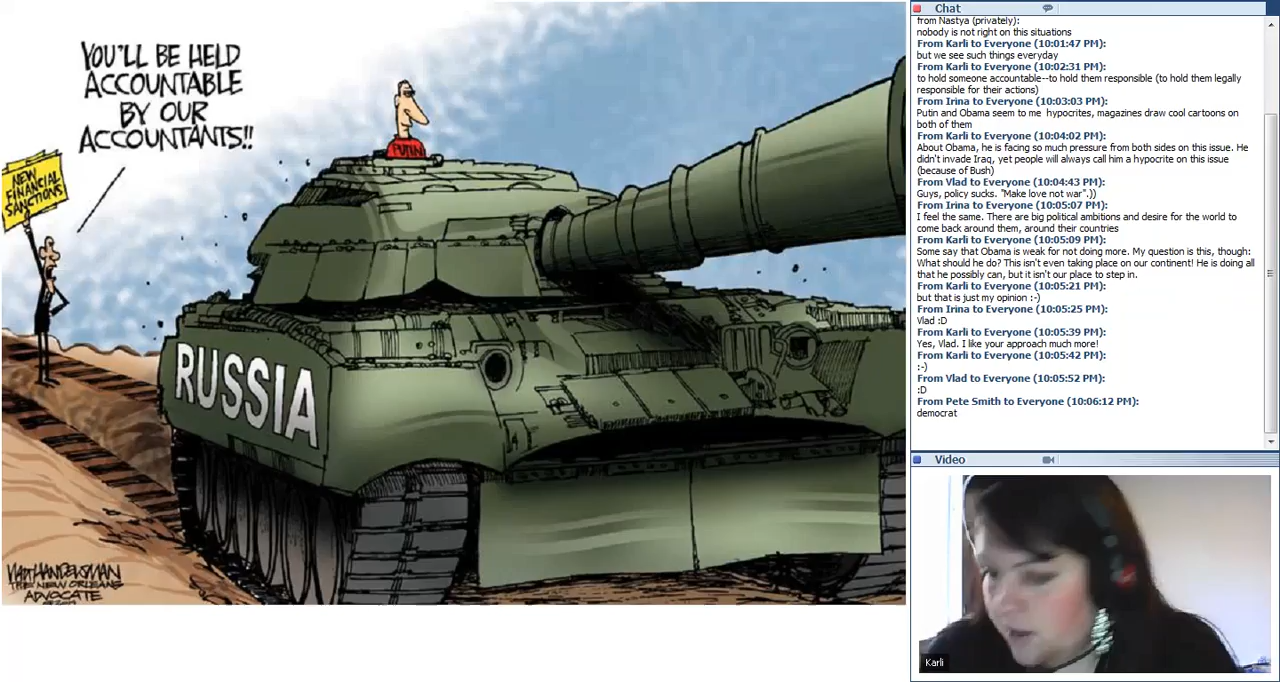 YOU'LL BE HELD
ACCOUNTABLE
BY OUR
ACCOUNTANTS!!
NEW
FINANCIAL
SANCTIONS
PUTIN
RUSSIA
WALT HANDELSMAN
THE NEW ORLEANS
ADVOCATE
Chat
from Nastya (privately):
nobody is not right on this situations
From Karli to Everyone (10:01:47 PM):
but we see such things everyday
From Karli to Everyone (10:02:31 PM):
to hold someone accountable--to hold them responsible (to hold them legally
responsible for their actions)
From Irina to Everyone (10:03:03 PM):
Putin and Obama seem to me  hypocrites, magazines draw cool cartoons on
both of them
From Karli to Everyone (10:04:02 PM):
About Obama, he is facing so much pressure from both sides on this issue. He
didn't invade Iraq, yet people will always call him a hypocrite on this issue
(because of Bush)
From Vlad to Everyone (10:04:43 PM):
Guys, policy sucks. "Make love not war",))
From Irina to Everyone (10:05:07 PM):
I feel the same. There are big political ambitions and desire for the world to
come back around them, around their countries
From Karli to Everyone (10:05:09 PM):
Some say that Obama is weak for not doing more. My question is this, though:
What should he do? This isn't even taking place on our continent! He is doing all
that he possibly can, but it isn't our place to step in.
From Karli to Everyone (10:05:21 PM):
but that is just my opinion :-)
From Irina to Everyone (10:05:25 PM):
Vlad :D
From Karli to Everyone (10:05:39 PM):
Yes, Vlad. I like your approach much more!
From Karli to Everyone (10:05:42 PM):
:-)
From Vlad to Everyone (10:05:52 PM):
:D
From Pete Smith to Everyone (10:06:12 PM):
democrat
Video
Karli